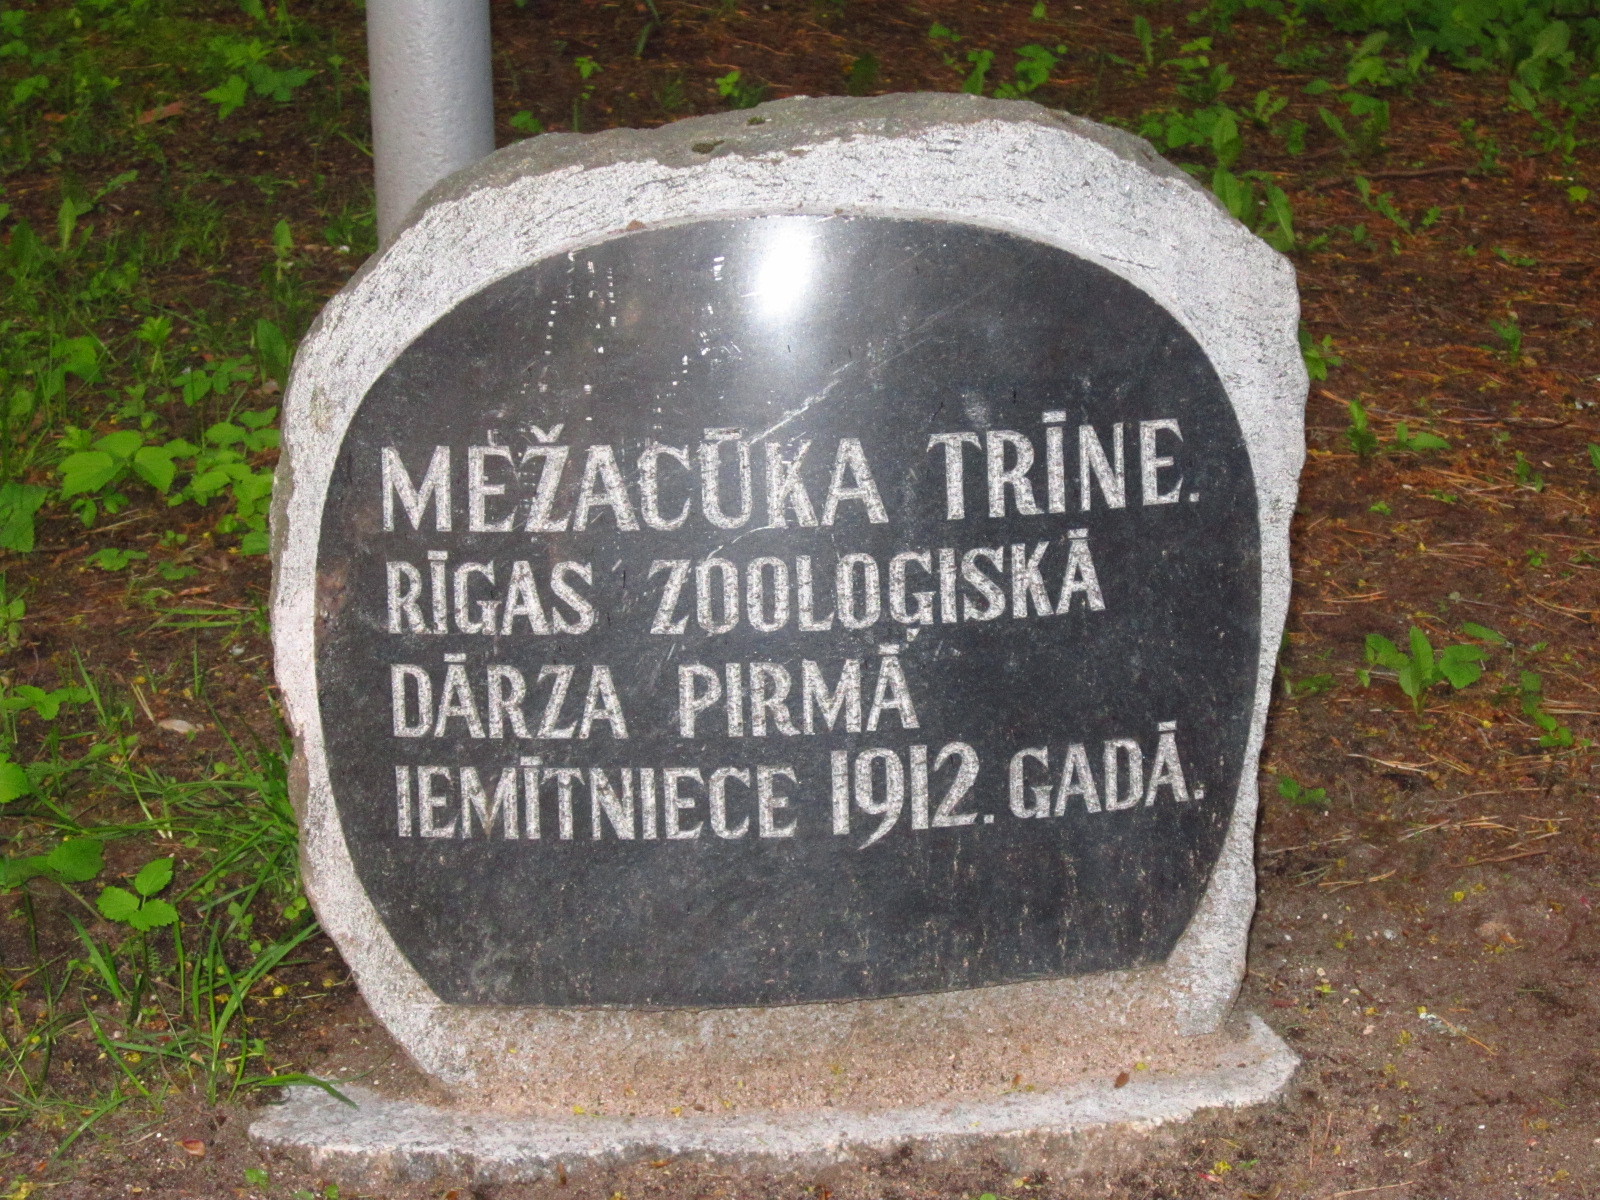 MEŽACŪKA TRĪNE.
RĪGAS ZOOLOĢISKĀ
DĀRZA PIRMĀ
IEMĪTNIECE 1912. GADĀ.